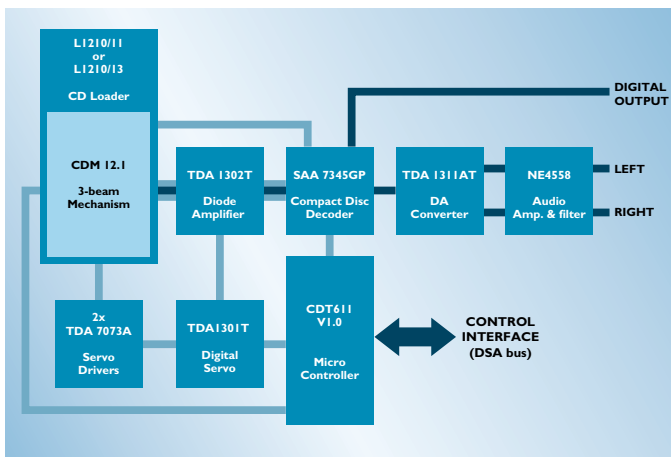 L1210/11
or
L1210/13
CD Loader
CDM 12.1
3-beam
Mechanism
TDA 1302T
Diode
Amplifier
SAA 7345GP
Compact Disc
Decoder
TDA 1311AT
DA
Converter
NE4558
Audio
Amp. & filter
DIGITAL
OUTPUT
LEFT
RIGHT
2x
TDA 7073A
Servo
Drivers
TDA1301T
Digital
Servo
CDT611
V1.0
Micro
Controller
CONTROL
INTERFACE
(DSA bus)